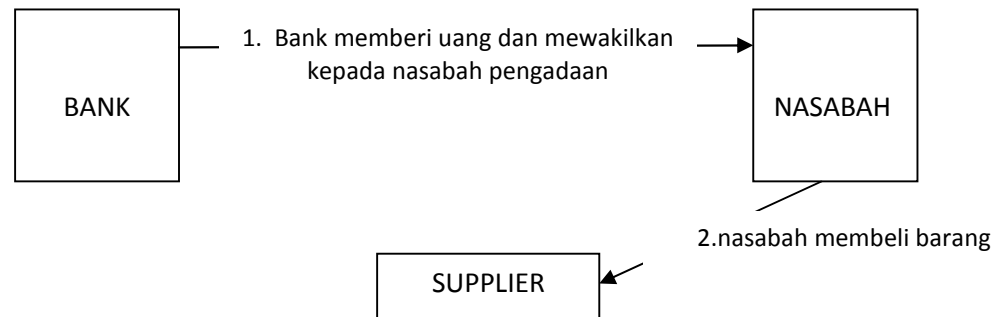 1. Bank memberi uang dan mewakilkan
kepada nasabah pengadaan
BANK
NASABAH
2.nasabah membeli barang
SUPPLIER